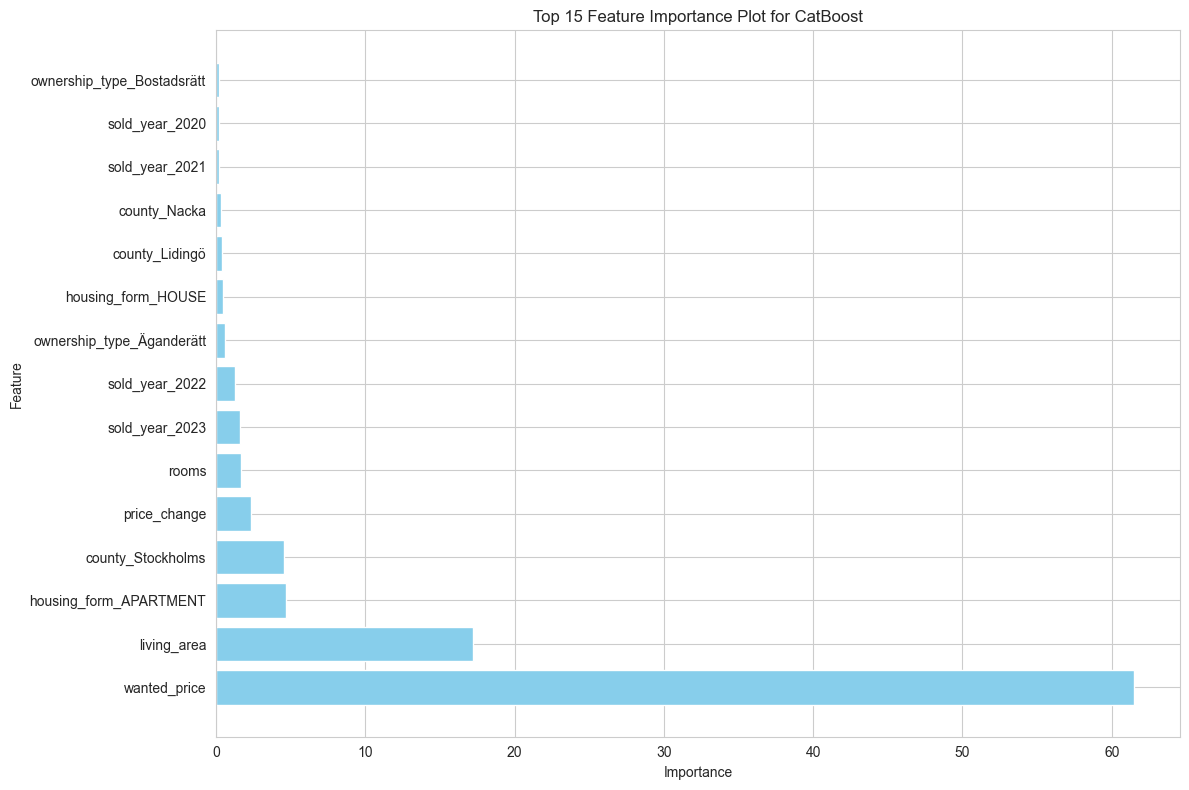 Top 15 Feature Importance Plot for CatBoost
ownership_type_Bostadsrätt
sold_year_2020
sold_year_2021
county_Nacka
county_Lidingö
housing_form_HOUSE
ownership_type_Äganderätt
sold_year_2022
sold_year_2023
rooms
price_change
county_Stockholms
housing_form_APARTMENT
living_area
wanted_price
Feature
0 10 20 30 40 50 60
Importance